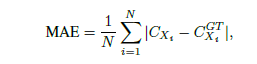 MAE = \frac{1}{N} \sum_{i=1}^{N} |C_{X_i} - C_{X_i}^{GT}|,